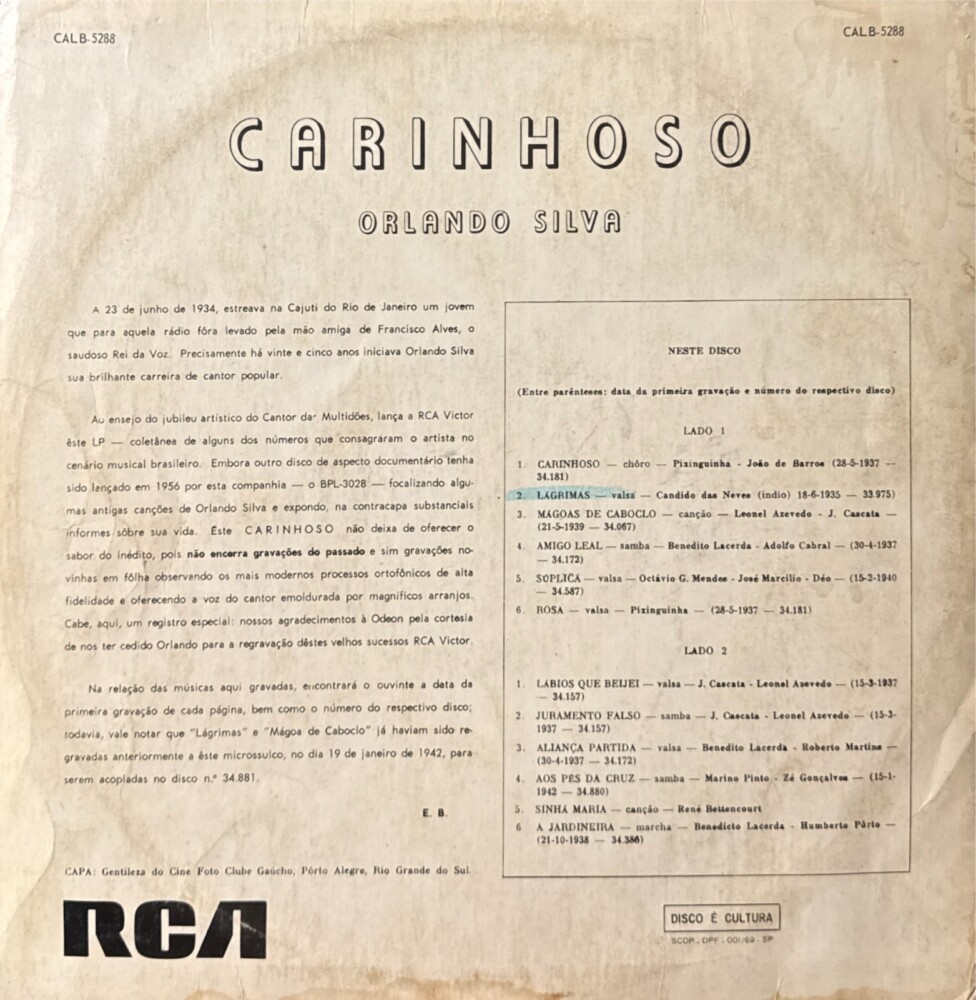 CALB-5288
CALB-5288
CARINHOSO
ORLANDO SILVA
A 23 de junho de 1934, estreava na Cajuti do Rio de Janeiro um jovem
que para aquela rádio fôra levado pela mão amiga de Francisco Alves, o
saudoso Rei da Voz. Precisamente há vinte e cinco anos iniciava Orlando Silva
sua brilhante carreira de cantor popular.
Au ensejo do jubileu artístico do Cantor das Multidões, lança a RCA Victor
êste LP — coletânea de alguns dos números que consagraram o artista no
cenário musical brasileiro. Embora outro disco de aspecto documentário tenha
sido lançado em 1956 por esta companhia — o BPL-3028 — focalizando algu-
mas antigas canções de Orlando Silva e expondo, na contracapa substanciais
informes sôbre sua vida. Êste CARINHOSO não deixa de oferecer o
sabor do inédito, pois não encerra gravações do passado e sim gravações no-
vinhas em fôlha observando os mais modernos processos ortofônicos de alta
fidelidade e oferecendo a voz do cantor emoldurada por magníficos arranjos.
Cabe, aqui, um registro especial: nossos agradecimentos à Odeon pela cortesia
de nos ter cedido Orlando para a regravação dêstes velhos sucessos RCA Victor.
Na relação das músicas aqui gravadas, encontrará o ouvinte a data da
primeira gravação de cada página, bem como o número do respectivo disco;
todavia, vale notar que "Lágrimas" e "Mágoa de Caboclo" já haviam sido re-
gravadas anteriormente a êste microssulco, no dia 19 de janeiro de 1942, para
serem acopladas no disco n.º 34.881.
E. B.
CAPA: Gentileza do Cine Foto Clube Gaúcho, Pôrto Alegre, Rio Grande do Sul
RCA
NESTE DISCO
(Entre parênteses: data da primeira gravação e número do respectivo disco)
LADO 1
1. CARINHOSO — chôro — Pixinguinha - João de Barros (28-5-1937 —
34.181)
2. LÁGRIMAS — valsa — Candido das Neves (índio) 18-6-1935 — 33.975)
3. MÁGOAS DE CABOCLO — canção — Leonel Azevedo - J. Cascata —
(21-5-1939 — 34.067)
4. AMIGO LEAL — samba — Benedito Lacerda - Adolfo Cabral — (30-4-1937
— 34.172)
5. SÚPLICA — valsa — Octávio G. Mendes - José Marcilio - Déo — (15-2-1940
— 34.587)
6. ROSA — valsa — Pixinguinha — (28-5-1937 — 34.181)
LADO 2
1. LÁBIOS QUE BEIJEI — valsa — J. Cascata - Leonel Azevedo — (15-3-1937
— 34.157)
2. JURAMENTO FALSO — samba — J. Cascata - Leonel Azevedo — (15-3-
1937 — 34.157)
3. ALIANÇA PARTIDA — valsa — Benedito Lacerda - Roberto Martins —
(30-4-1937 — 34.172)
4. AOS PÉS DA CRUZ — samba — Marino Pinto - Zé Gonçalves — (15-1-
1942 — 34.880)
5. SINHÁ MARIA — canção — René Bettencourt
6 A JARDINEIRA — marcha — Benedicto Lacerda - Humberto Pôrto —
(21-10-1938 — 34.386)
DISCO É CULTURA
SCDP - DPF - 001/69 - SP